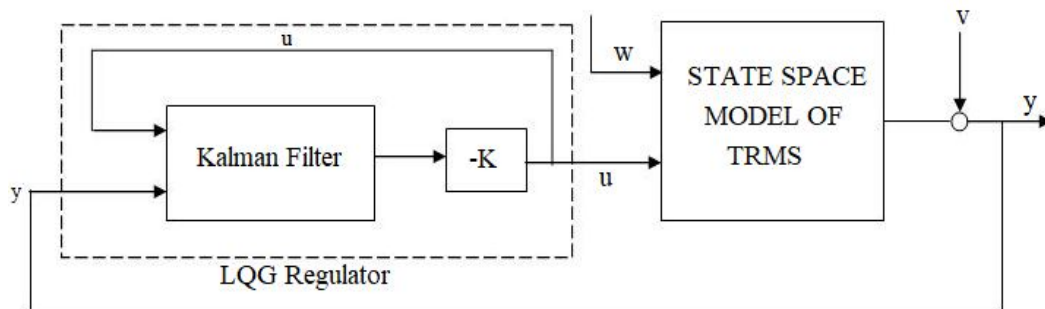 u
w
v
STATE SPACE
MODEL OF
TRMS
y
Kalman Filter
-K
u
y
LQG Regulator